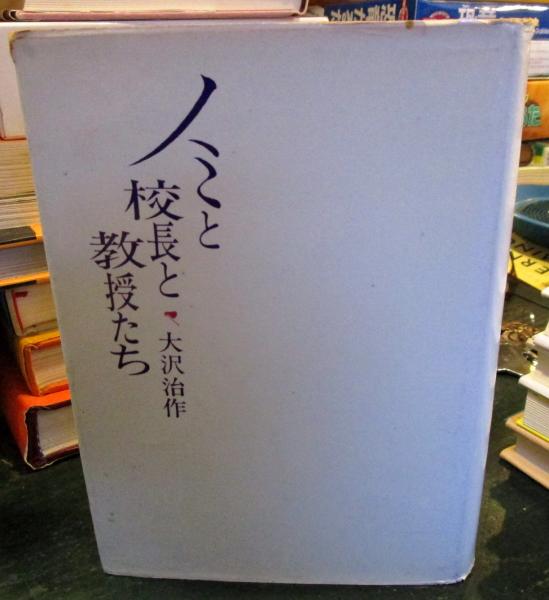 ノミと
校長と
教授たち
大沢治作